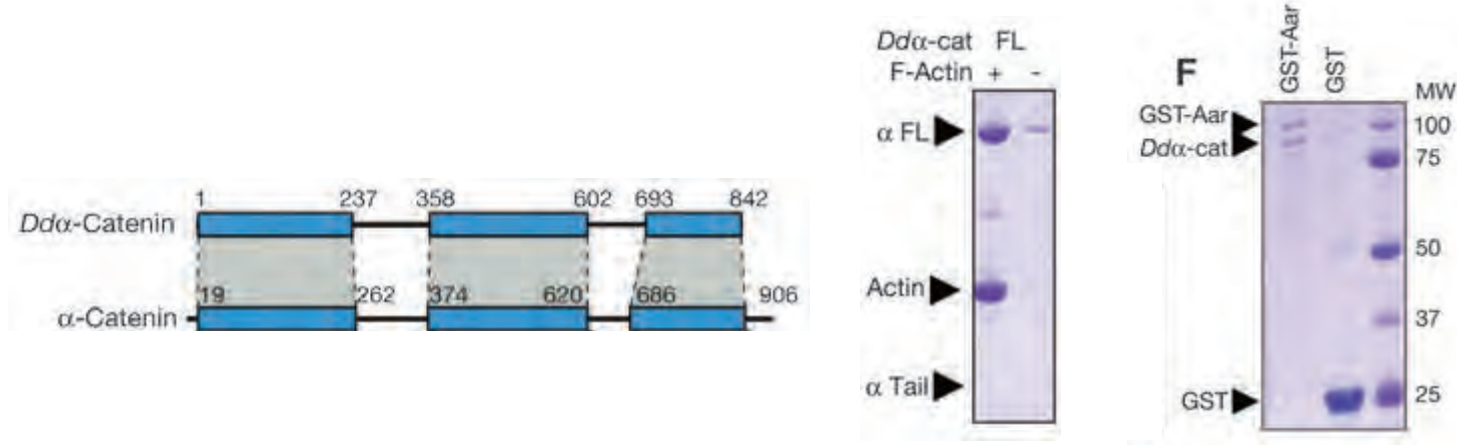 1 237 358 602 693 842
Ddα-Catenin
19 262 374 620 686 906
α-Catenin
Ddα-cat FL
F-Actin + -
α FL
Actin
α Tail
F
GST-Aar
GST
MW
GST-Aar
Ddα-cat
GST
100
75
50
37
25